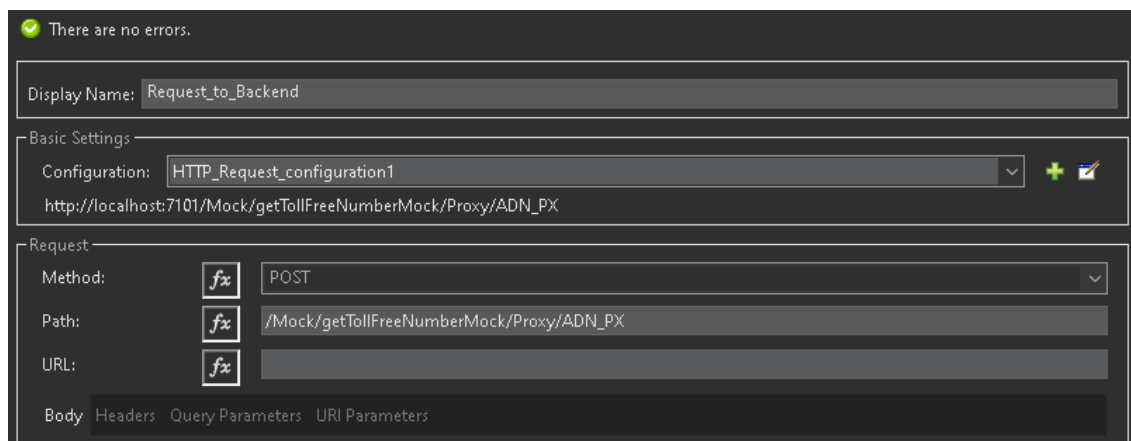 There are no errors.
Display Name: Request_to_Backend
Basic Settings
Configuration: HTTP_Request_configuration1
http://localhost:7101/Mock/getTollFreeNumberMock/Proxy/ADN_PX
Request
Method: fx POST
Path: fx /Mock/getTollFreeNumberMock/Proxy/ADN_PX
URL: fx
Body Headers Query Parameters URI Parameters